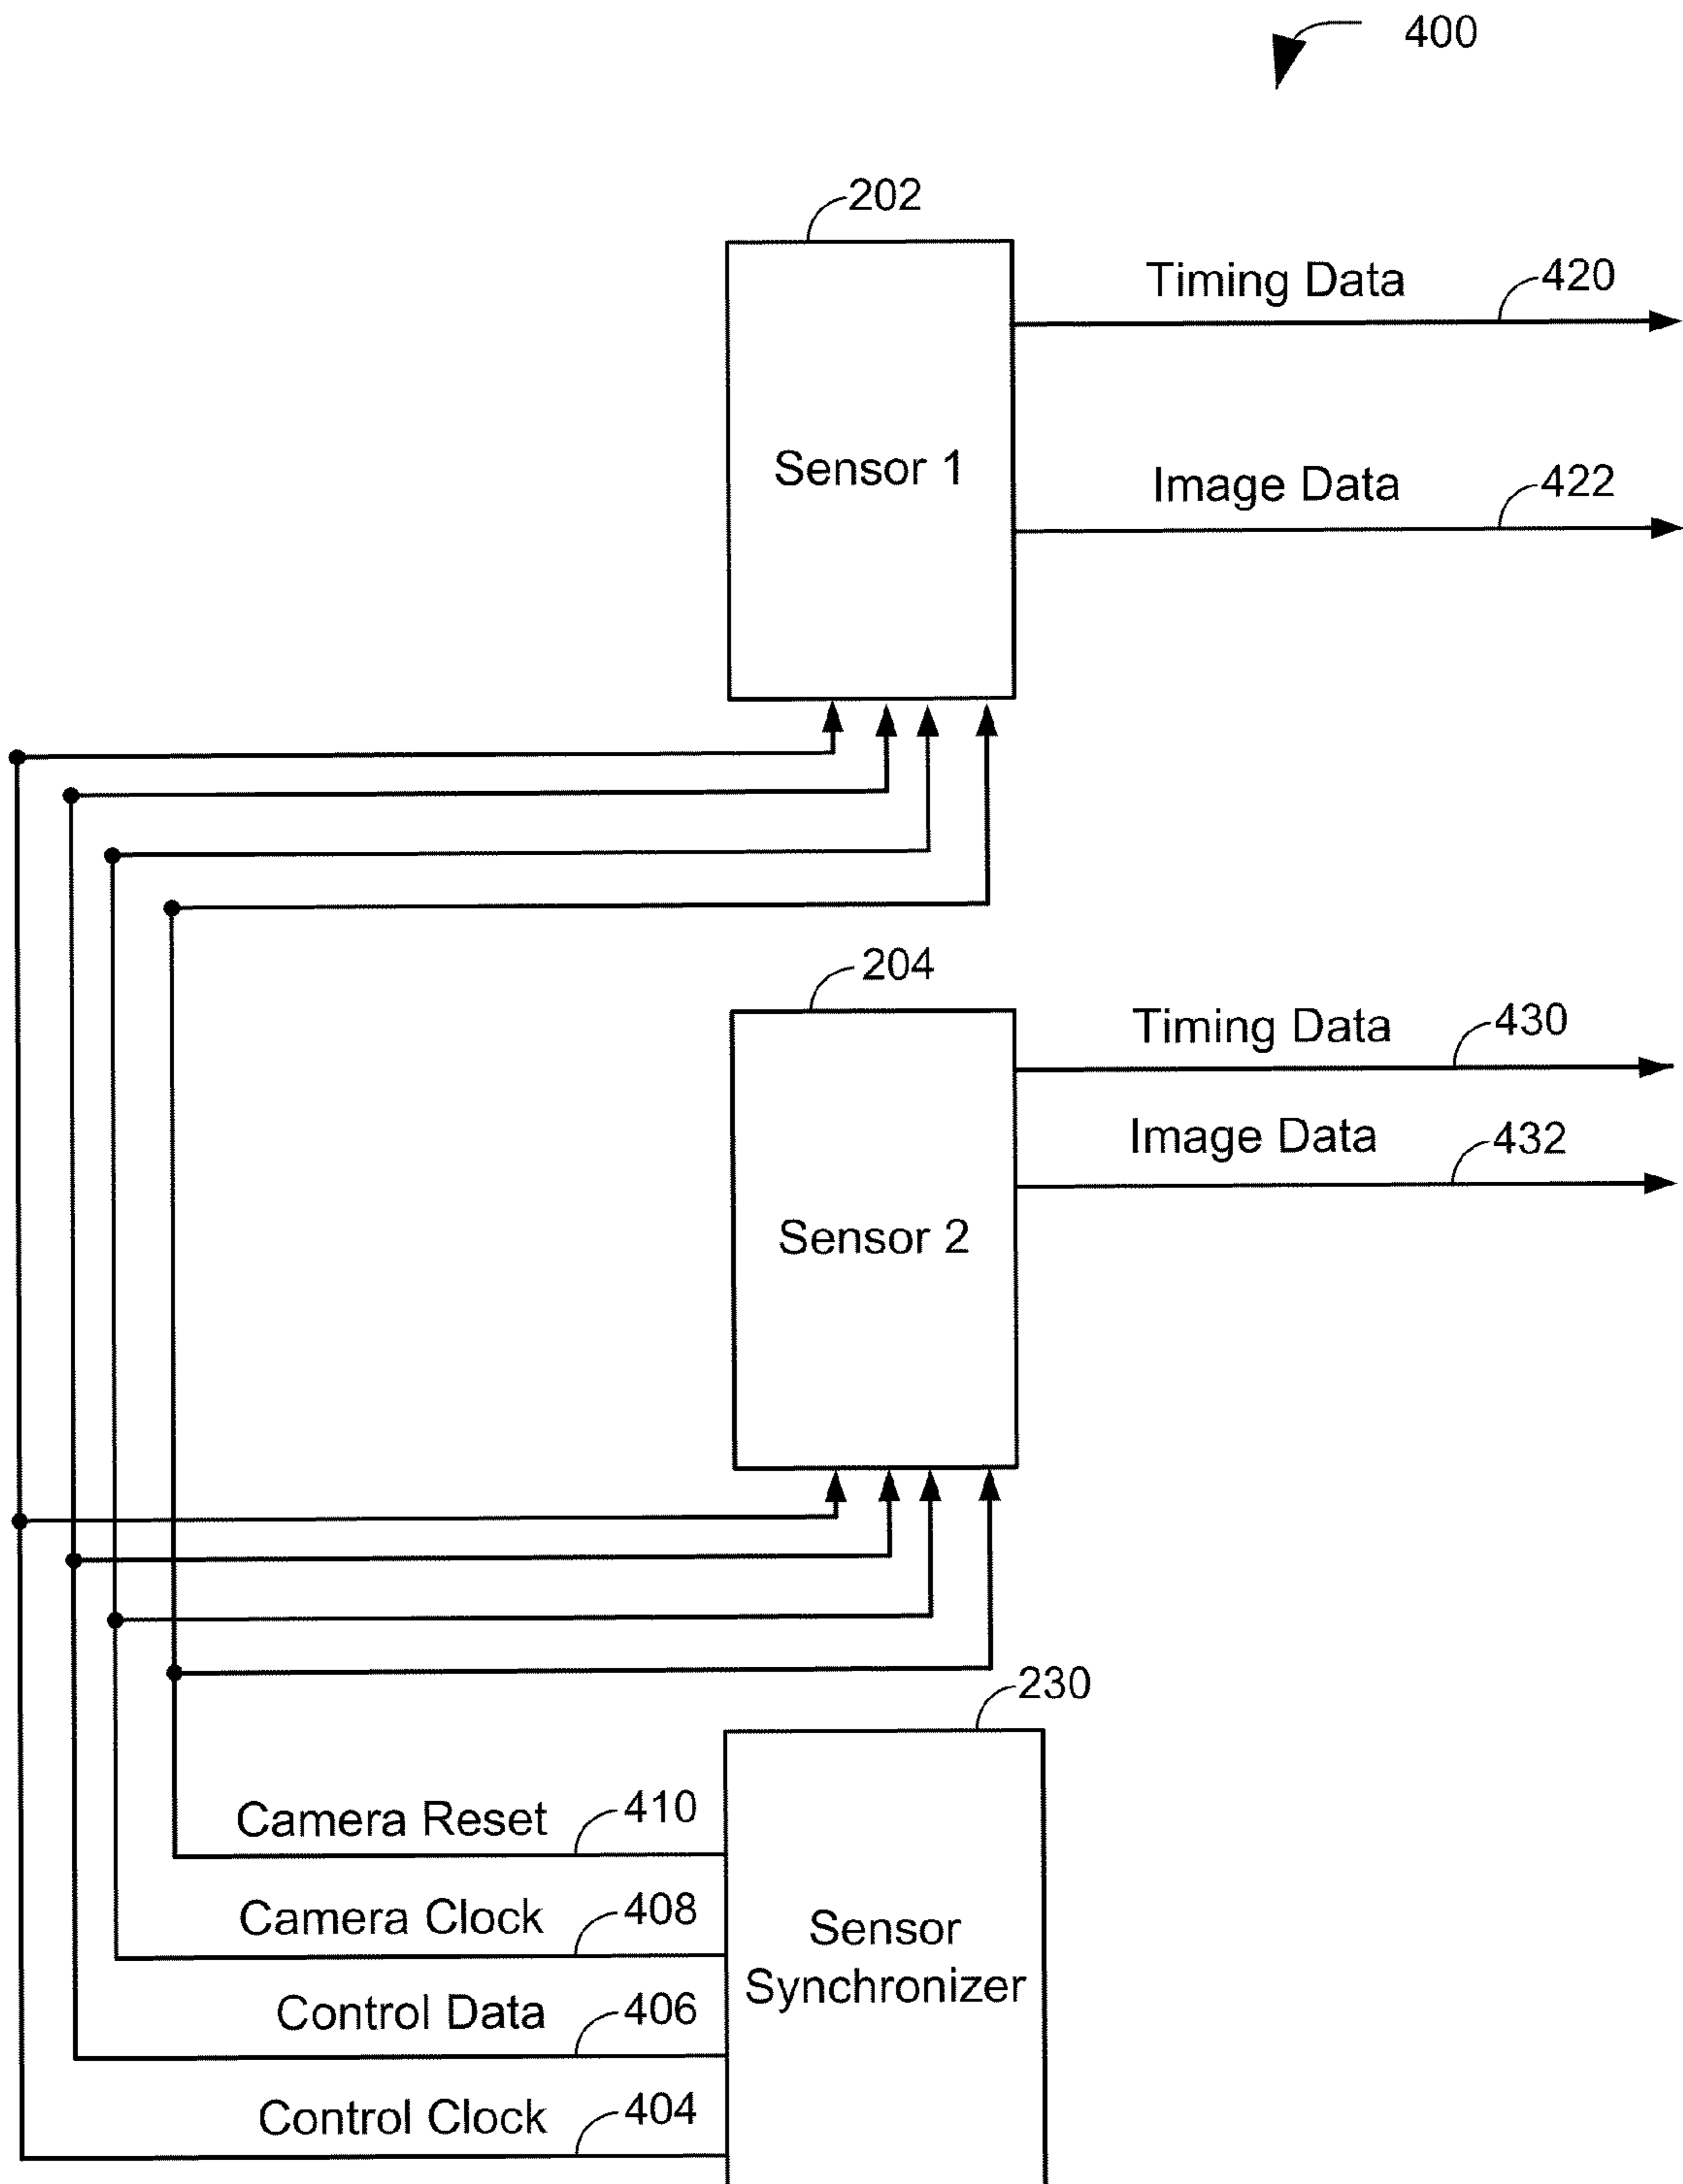 400
202
Timing Data
420
Sensor 1
Image Data
422
204
Timing Data
430
Image Data
432
Sensor 2
230
Camera Reset
410
Camera Clock
408
Sensor
Synchronizer
Control Data
406
Control Clock
404